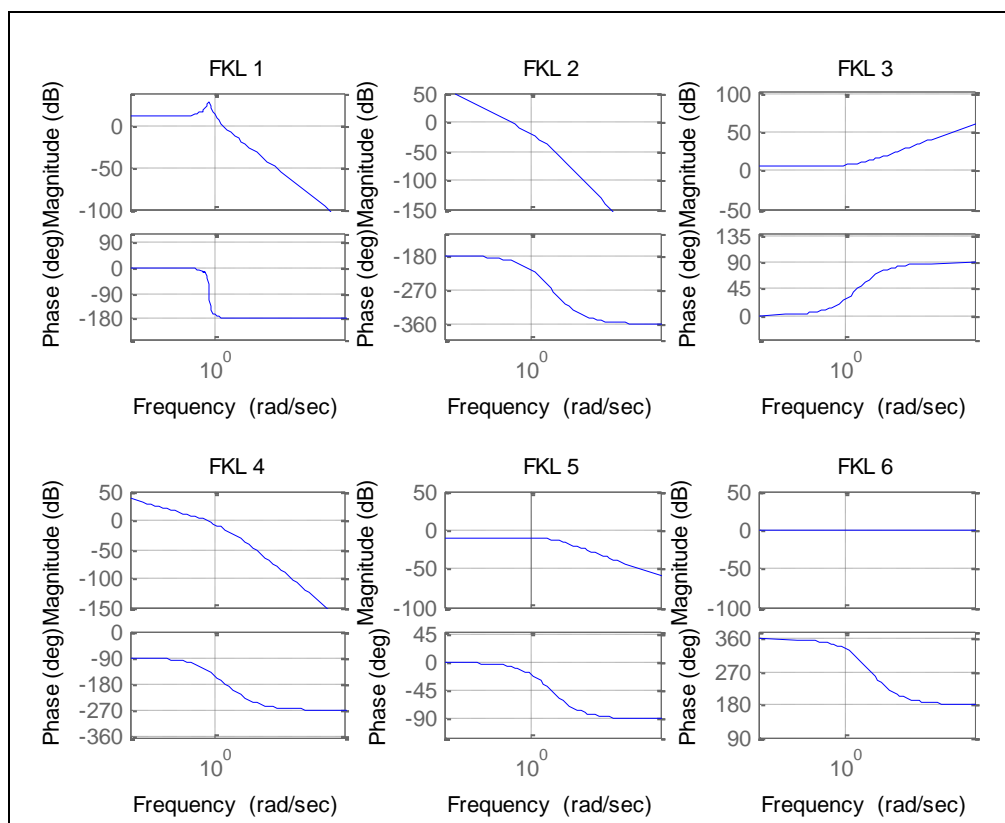 FKL 1
FKL 2
FKL 3
Magnitude (dB)
0
-50
-100
Phase (deg)
90
0
-90
-180
10^0
Frequency (rad/sec)
Magnitude (dB)
50
0
-50
-100
-150
Phase (deg)
-180
-270
-360
10^0
Frequency (rad/sec)
Magnitude (dB)
100
50
0
-50
Phase (deg)
135
90
45
0
10^0
Frequency (rad/sec)
FKL 4
FKL 5
FKL 6
Magnitude (dB)
50
0
-50
-100
-150
Phase (deg)
0
-90
-180
-270
-360
10^0
Frequency (rad/sec)
Magnitude (dB)
50
0
-50
-100
Phase (deg)
45
0
-45
-90
10^0
Frequency (rad/sec)
Magnitude (dB)
50
0
-50
-100
Phase (deg)
360
270
180
90
10^0
Frequency (rad/sec)